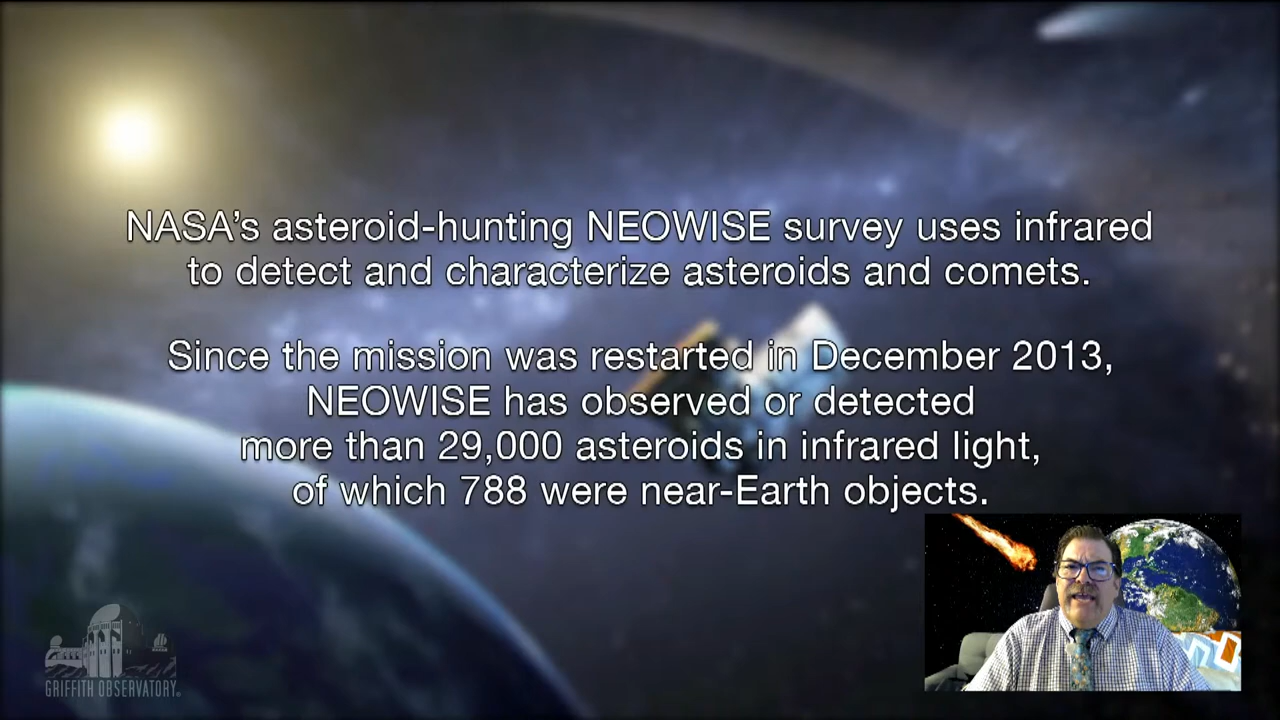 NASA's asteroid-hunting NEOWISE survey uses infrared
to detect and characterize asteroids and comets.
Since the mission was restarted in December 2013,
NEOWISE has observed or detected
more than 29,000 asteroids in infrared light,
of which 788 were near-Earth objects.
GRIFFITH OBSERVATORY